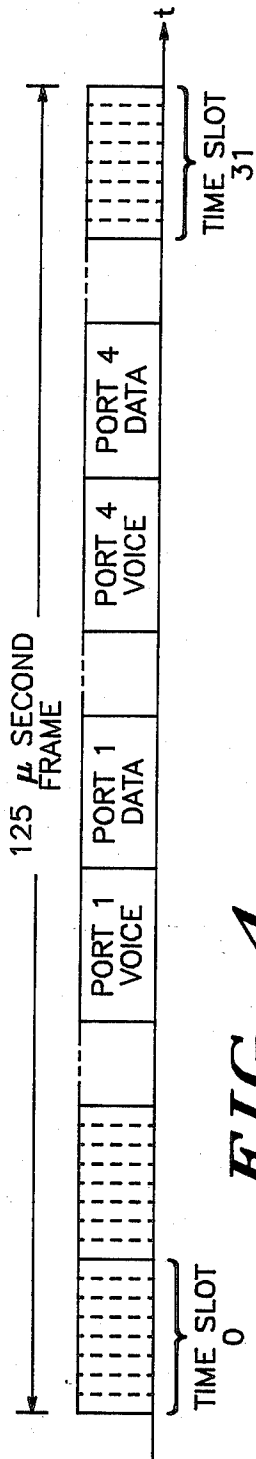 125 μ SECOND
FRAME
PORT 1
VOICE
PORT 1
DATA
PORT 4
VOICE
PORT 4
DATA
t
TIME SLOT
0
TIME SLOT
31
FIG.